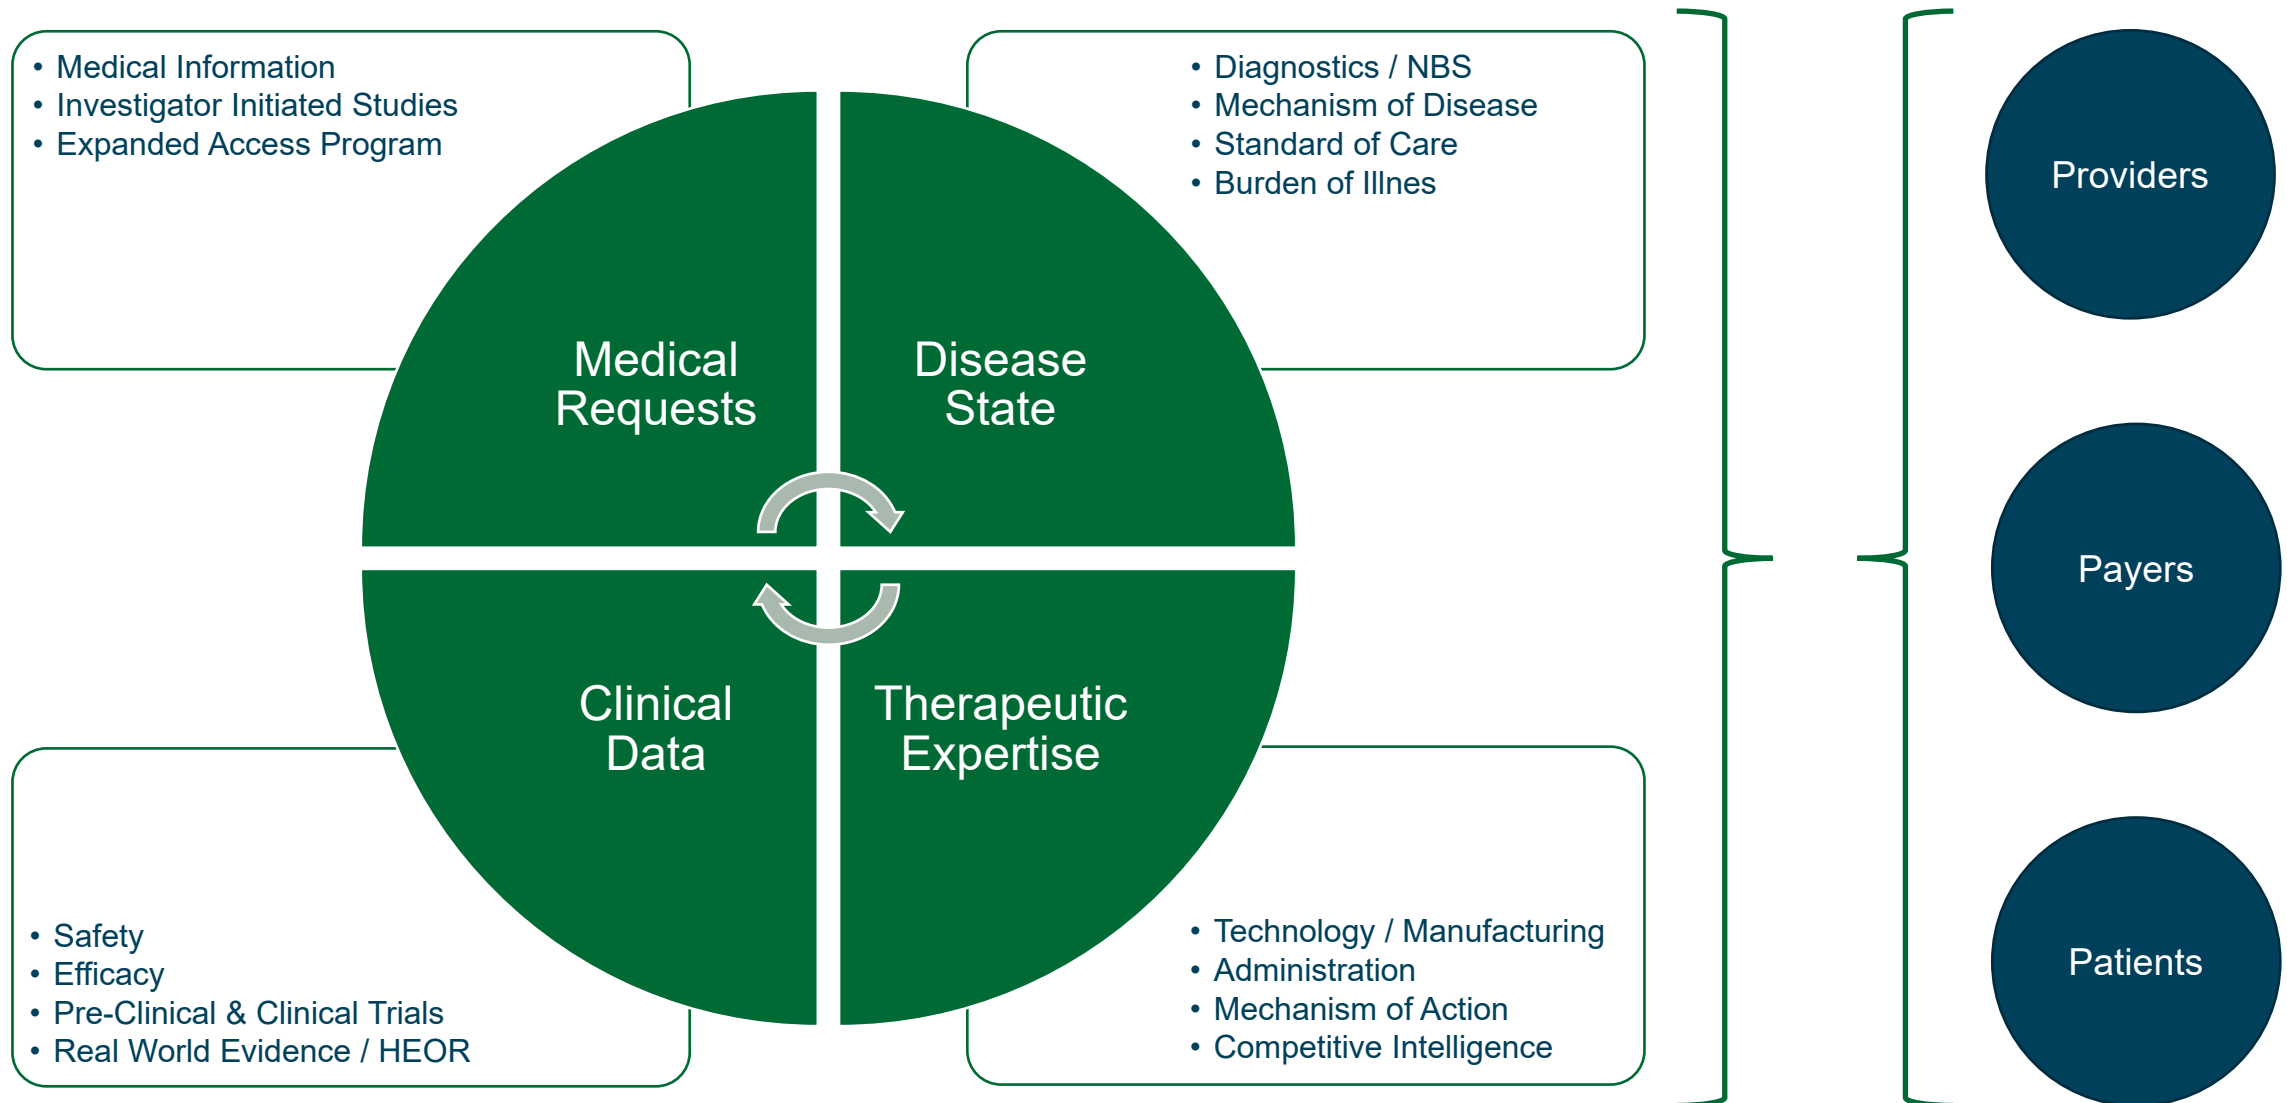 • Medical Information
• Investigator Initiated Studies
• Expanded Access Program
• Diagnostics / NBS
• Mechanism of Disease
• Standard of Care
• Burden of Illnes
Medical
Requests
Disease
State
Clinical
Data
Therapeutic
Expertise
• Safety
• Efficacy
• Pre-Clinical & Clinical Trials
• Real World Evidence / HEOR
• Technology / Manufacturing
• Administration
• Mechanism of Action
• Competitive Intelligence
Providers
Payers
Patients